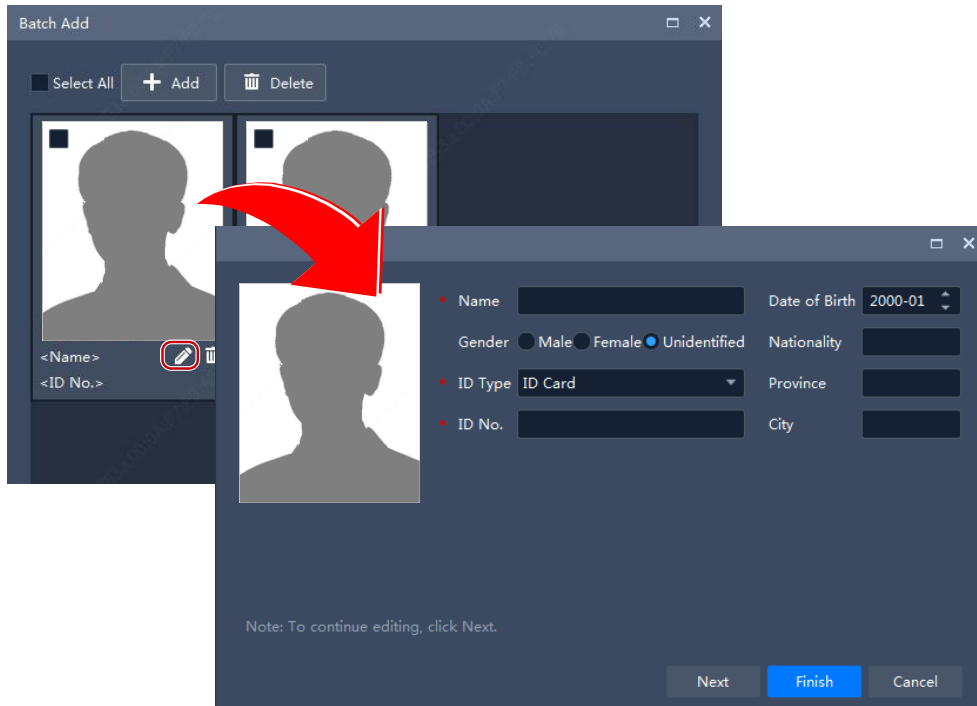 Batch Add
Select All Add Delete
<Name>
<ID No.>
* Name Date of Birth 2000-01
Gender Male Female Unidentified Nationality
* ID Type ID Card Province
* ID No. City
Note: To continue editing, click Next.
Next Finish Cancel